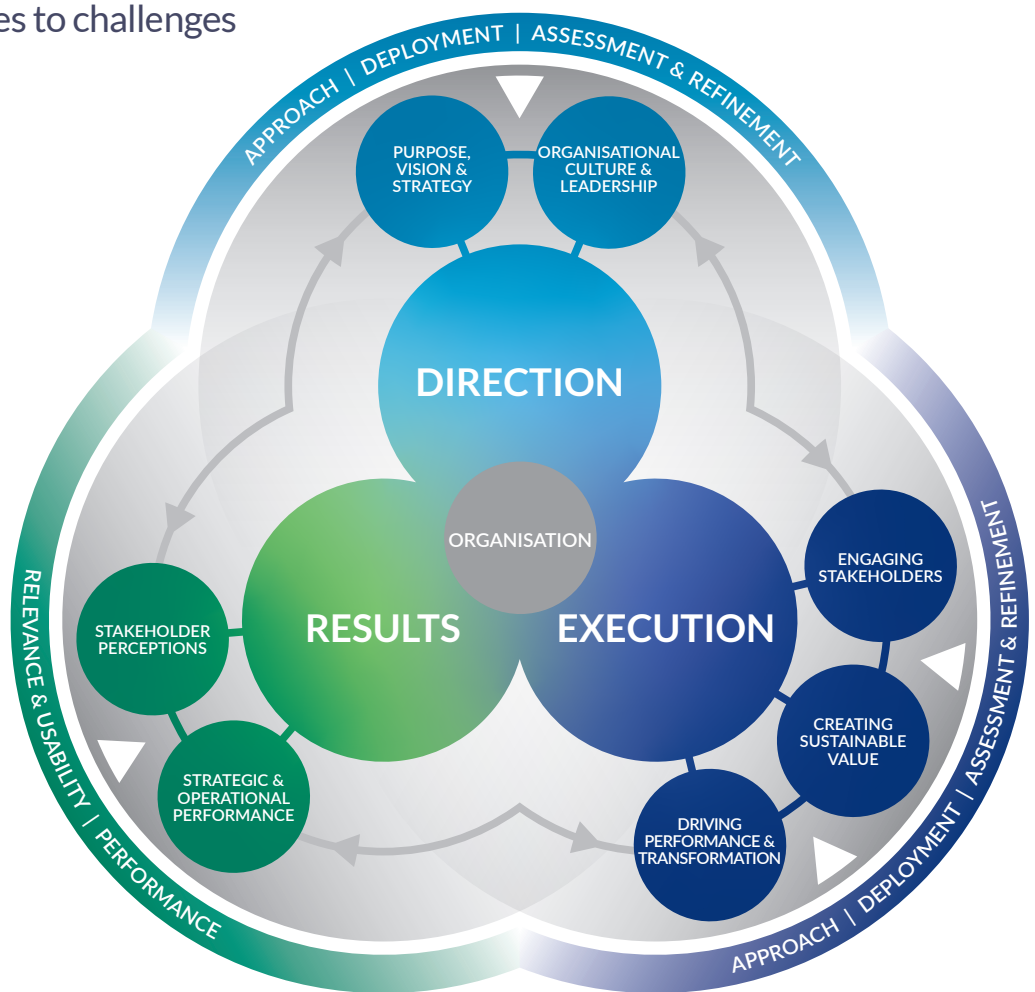 es to challenges
APPROACH | DEPLOYMENT | ASSESSMENT & REFINEMENT
PURPOSE,
VISION &
STRATEGY
ORGANISATIONAL
CULTURE &
LEADERSHIP
DIRECTION
ORGANISATION
RESULTS
EXECUTION
ENGAGING
STAKEHOLDERS
CREATING
SUSTAINABLE
VALUE
DRIVING
PERFORMANCE &
TRANSFORMATION
APPROACH | DEPLOYMENT | ASSESSMENT & REFINEMENT
STAKEHOLDER
PERCEPTIONS
STRATEGIC &
OPERATIONAL
PERFORMANCE
RELEVANCE & USABILITY | PERFORMANCE